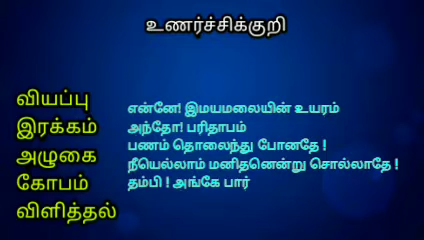 உணர்ச்சிக்குறி
வியப்பு
இரக்கம்
அழுகை
கோபம்
விளித்தல்
என்னே! இமயமலையின் உயரம்
அந்தோ! பரிதாபம்
பணம் தொலைந்து போனதே !
நீயெல்லாம் மனிதனென்று சொல்லாதே !
தம்பி ! அங்கே பார்